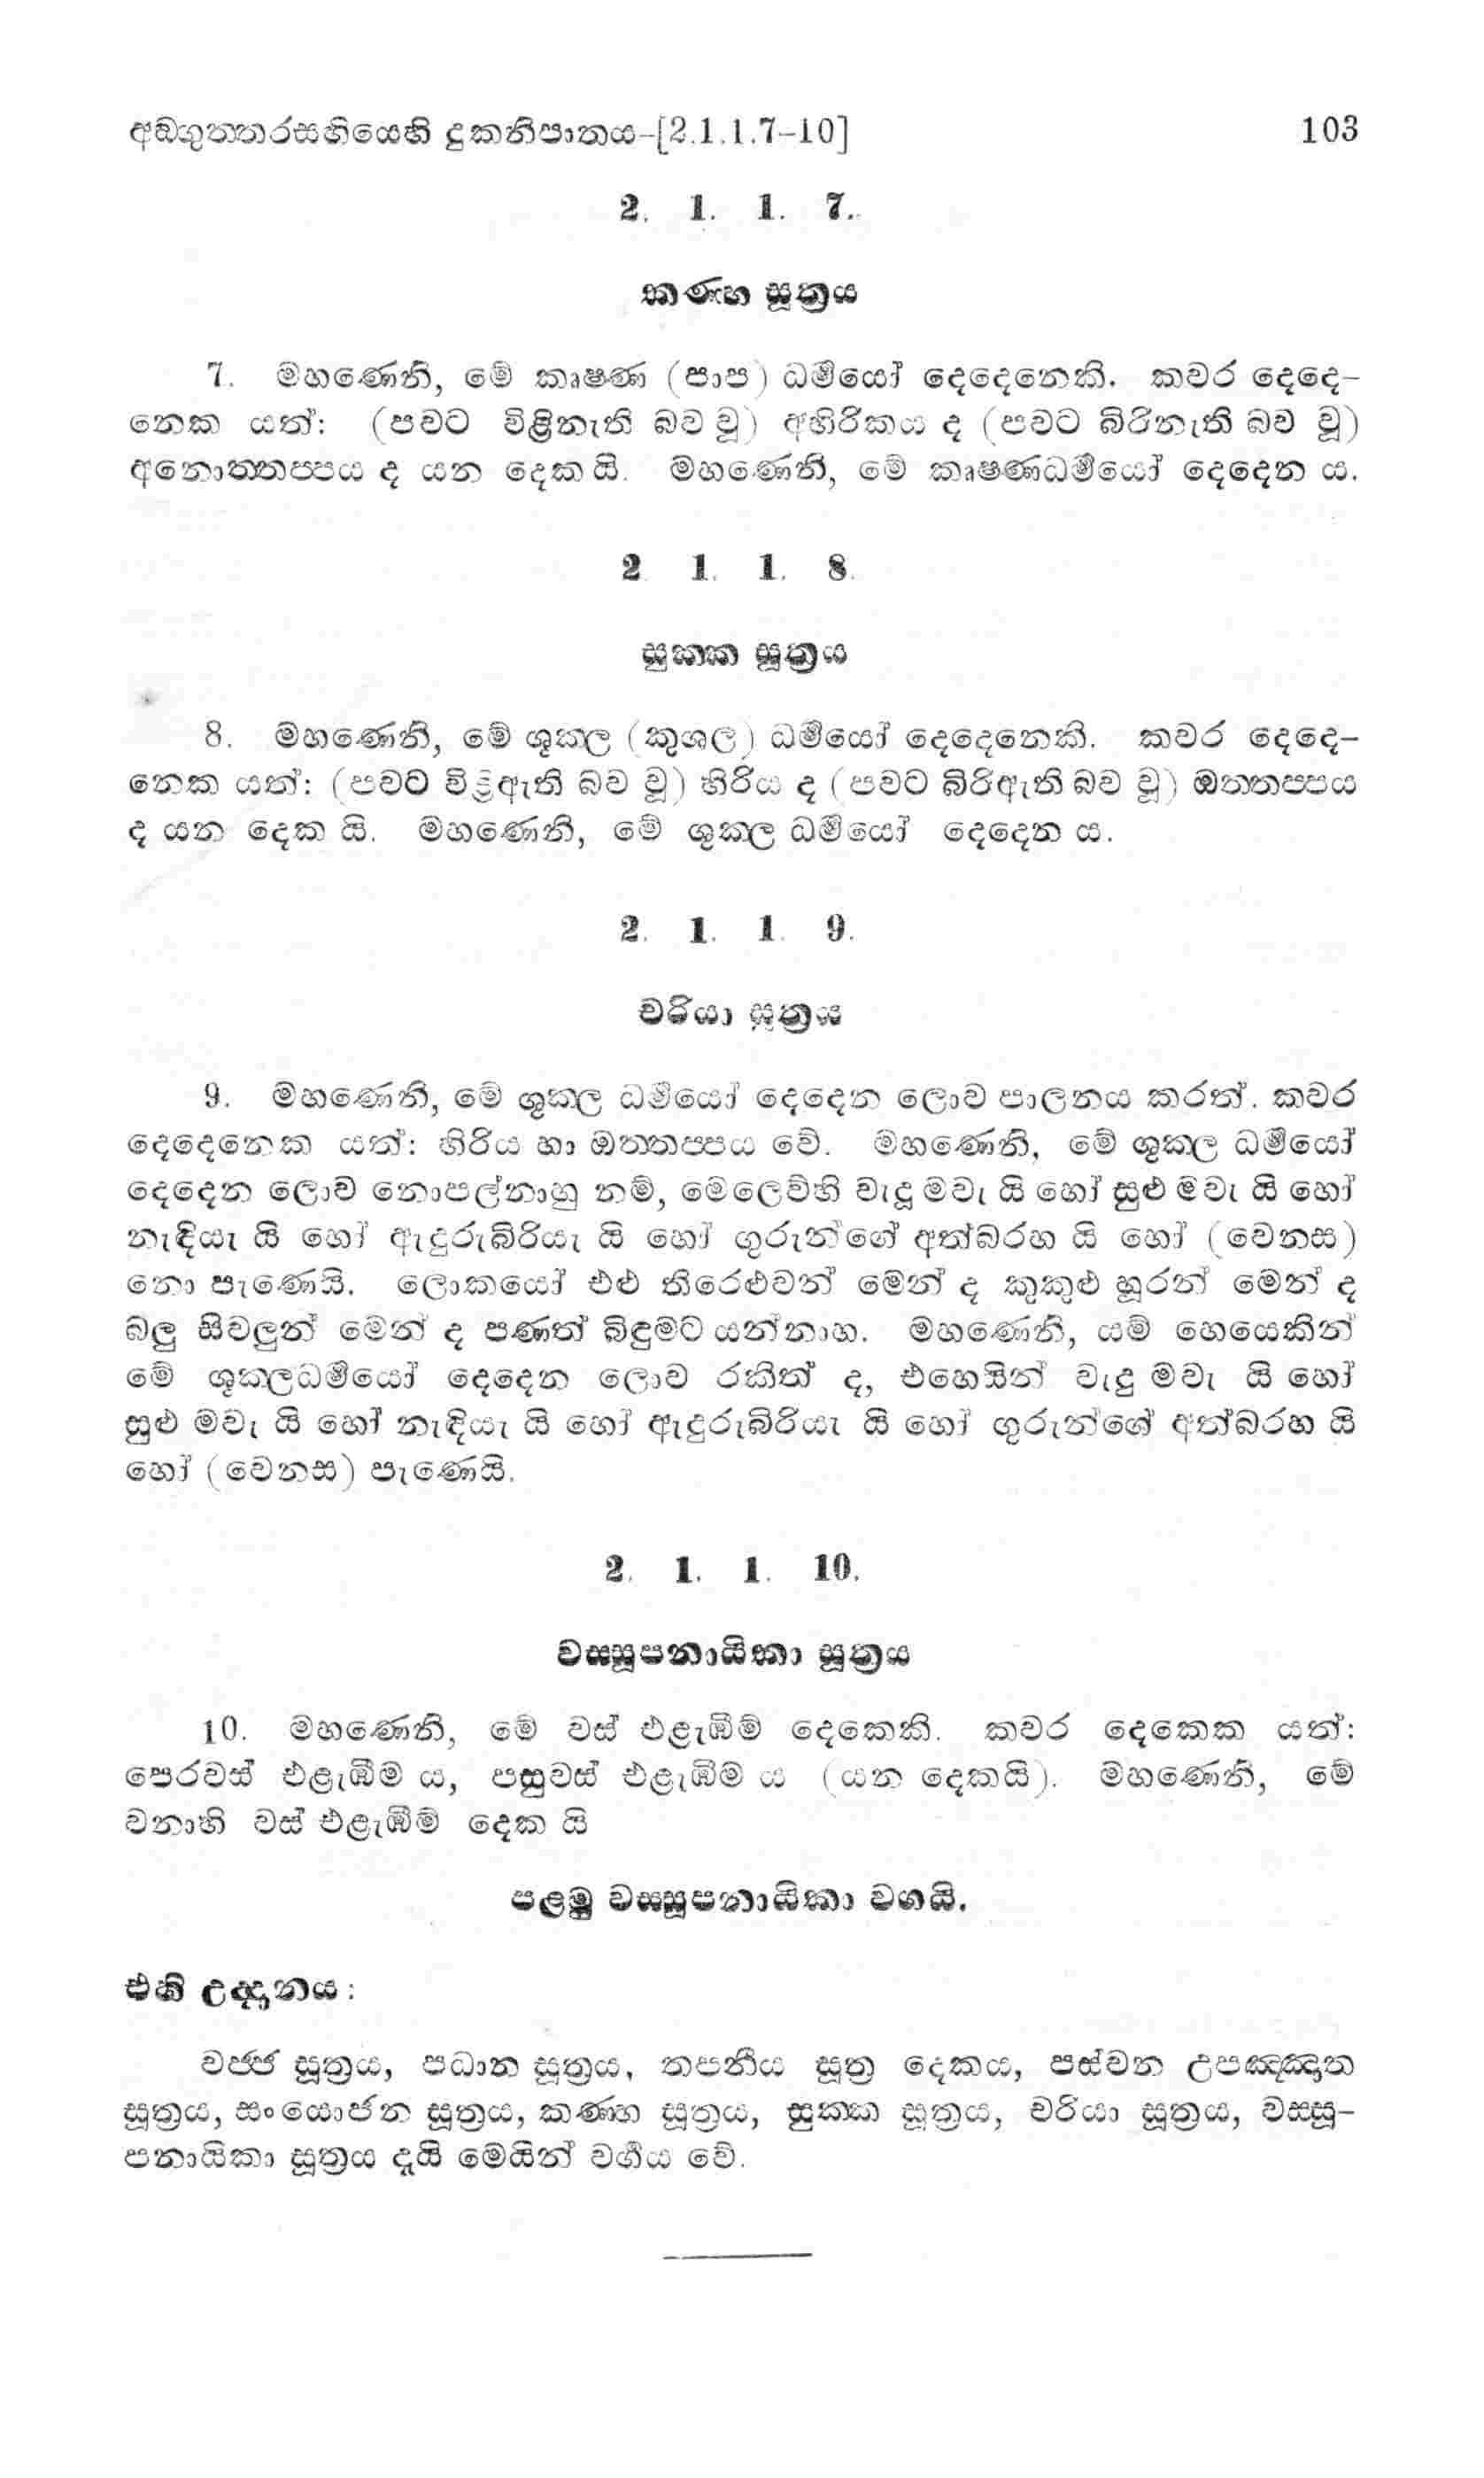 අඞ්ගුත්තරසඟියෙහි දුකනිපාතය-[2.1.1.7-10] 103
2. 1. 1. 7.
කණ්හ සූත්‍රය
7. මහණෙනි, මේ කෘෂ්ණ (පාප) ධර්‍මයෝ දෙදෙනෙකි. කවර දෙදෙ-
නෙක යත්: (පවට විළිනැති බව වූ) අහිරිකය ද (පවට බිරිනැති බව වූ)
අනොත්තප්පය ද යන දෙක යි. මහණෙනි, මේ කෘෂ්ණධර්‍මයෝ දෙදෙන ය.
2 1. 1. 8.
සුක්ක සූත්‍රය
8. මහණෙනි, මේ ශුක්ල (කුශල) ධර්‍මයෝ දෙදෙනෙකි. කවර දෙදෙ-
නෙක යත්: (පවට විළිඇති බව වූ) හිරිය ද (පවට බිරිඇති බව වූ) ඔත්තප්පය
ද යන දෙක යි. මහණෙනි, මේ ශුක්ල ධර්‍මයෝ දෙදෙන ය.
2. 1. 1. 9.
චරියා සූත්‍රය
9. මහණෙනි, මේ ශුක්ල ධර්‍මයෝ දෙදෙන ලොව පාලනය කරත්. කවර
දෙදෙනෙක යත්: හිරිය හා ඔත්තප්පය වේ. මහණෙනි, මේ ශුක්ල ධර්‍මයෝ
දෙදෙන ලොව නොපල්නාහු නම්, මෙලෙව්හි වැදූ මවැ යි හෝ සුළු මවැ යි හෝ
නැඳියැ යි හෝ ඇදුරුබිරියැ යි හෝ ගුරුන්ගේ අත්බරහ යි හෝ (වෙනස)
නො පැණෙයි. ලොකයෝ එළු තිරෙළුවන් මෙන් ද කුකුළු හූරන් මෙන් ද
බලු සිවලුන් මෙන් ද පණත් බිඳුමට යන්නාහ. මහණෙනි, යම් හෙයෙකින්
මේ ශුක්ලධර්‍මයෝ දෙදෙන ලොව රකිත් ද, එහෙයින් වැදූ මවැ යි හෝ
සුළු මවැ යි හෝ නැඳියැ යි හෝ ඇදුරුබිරියැ යි හෝ ගුරුන්ගේ අත්බරහ යි
හෝ (වෙනස) පැණෙයි.
2. 1. 1. 10.
වස්සූපනායිකා සූත්‍රය
10. මහණෙනි, මේ වස් එළැඹීම් දෙකෙකි. කවර දෙකෙක යත්:
පෙරවස් එළැඹීම ය, පසුවස් එළැඹීම ය (යන දෙකයි). මහණෙනි, මේ
වනාහි වස් එළැඹීම් දෙක යි
පළමු වස්සූපනායිකා වගයි.
එහි උද්දානය:
වජ්ජ සූත්‍රය, පධාන සූත්‍රය, තපනීය සූත්‍ර දෙකය, පස්වන උපඤ්ඤාත
සූත්‍රය, සංයොජන සූත්‍රය, කණ්හ සූත්‍රය, සුක්ක සූත්‍රය, චරියා සූත්‍රය, වස්සූ-
පනායිකා සූත්‍රය දැයි මෙයින් වර්‍ගය වේ.